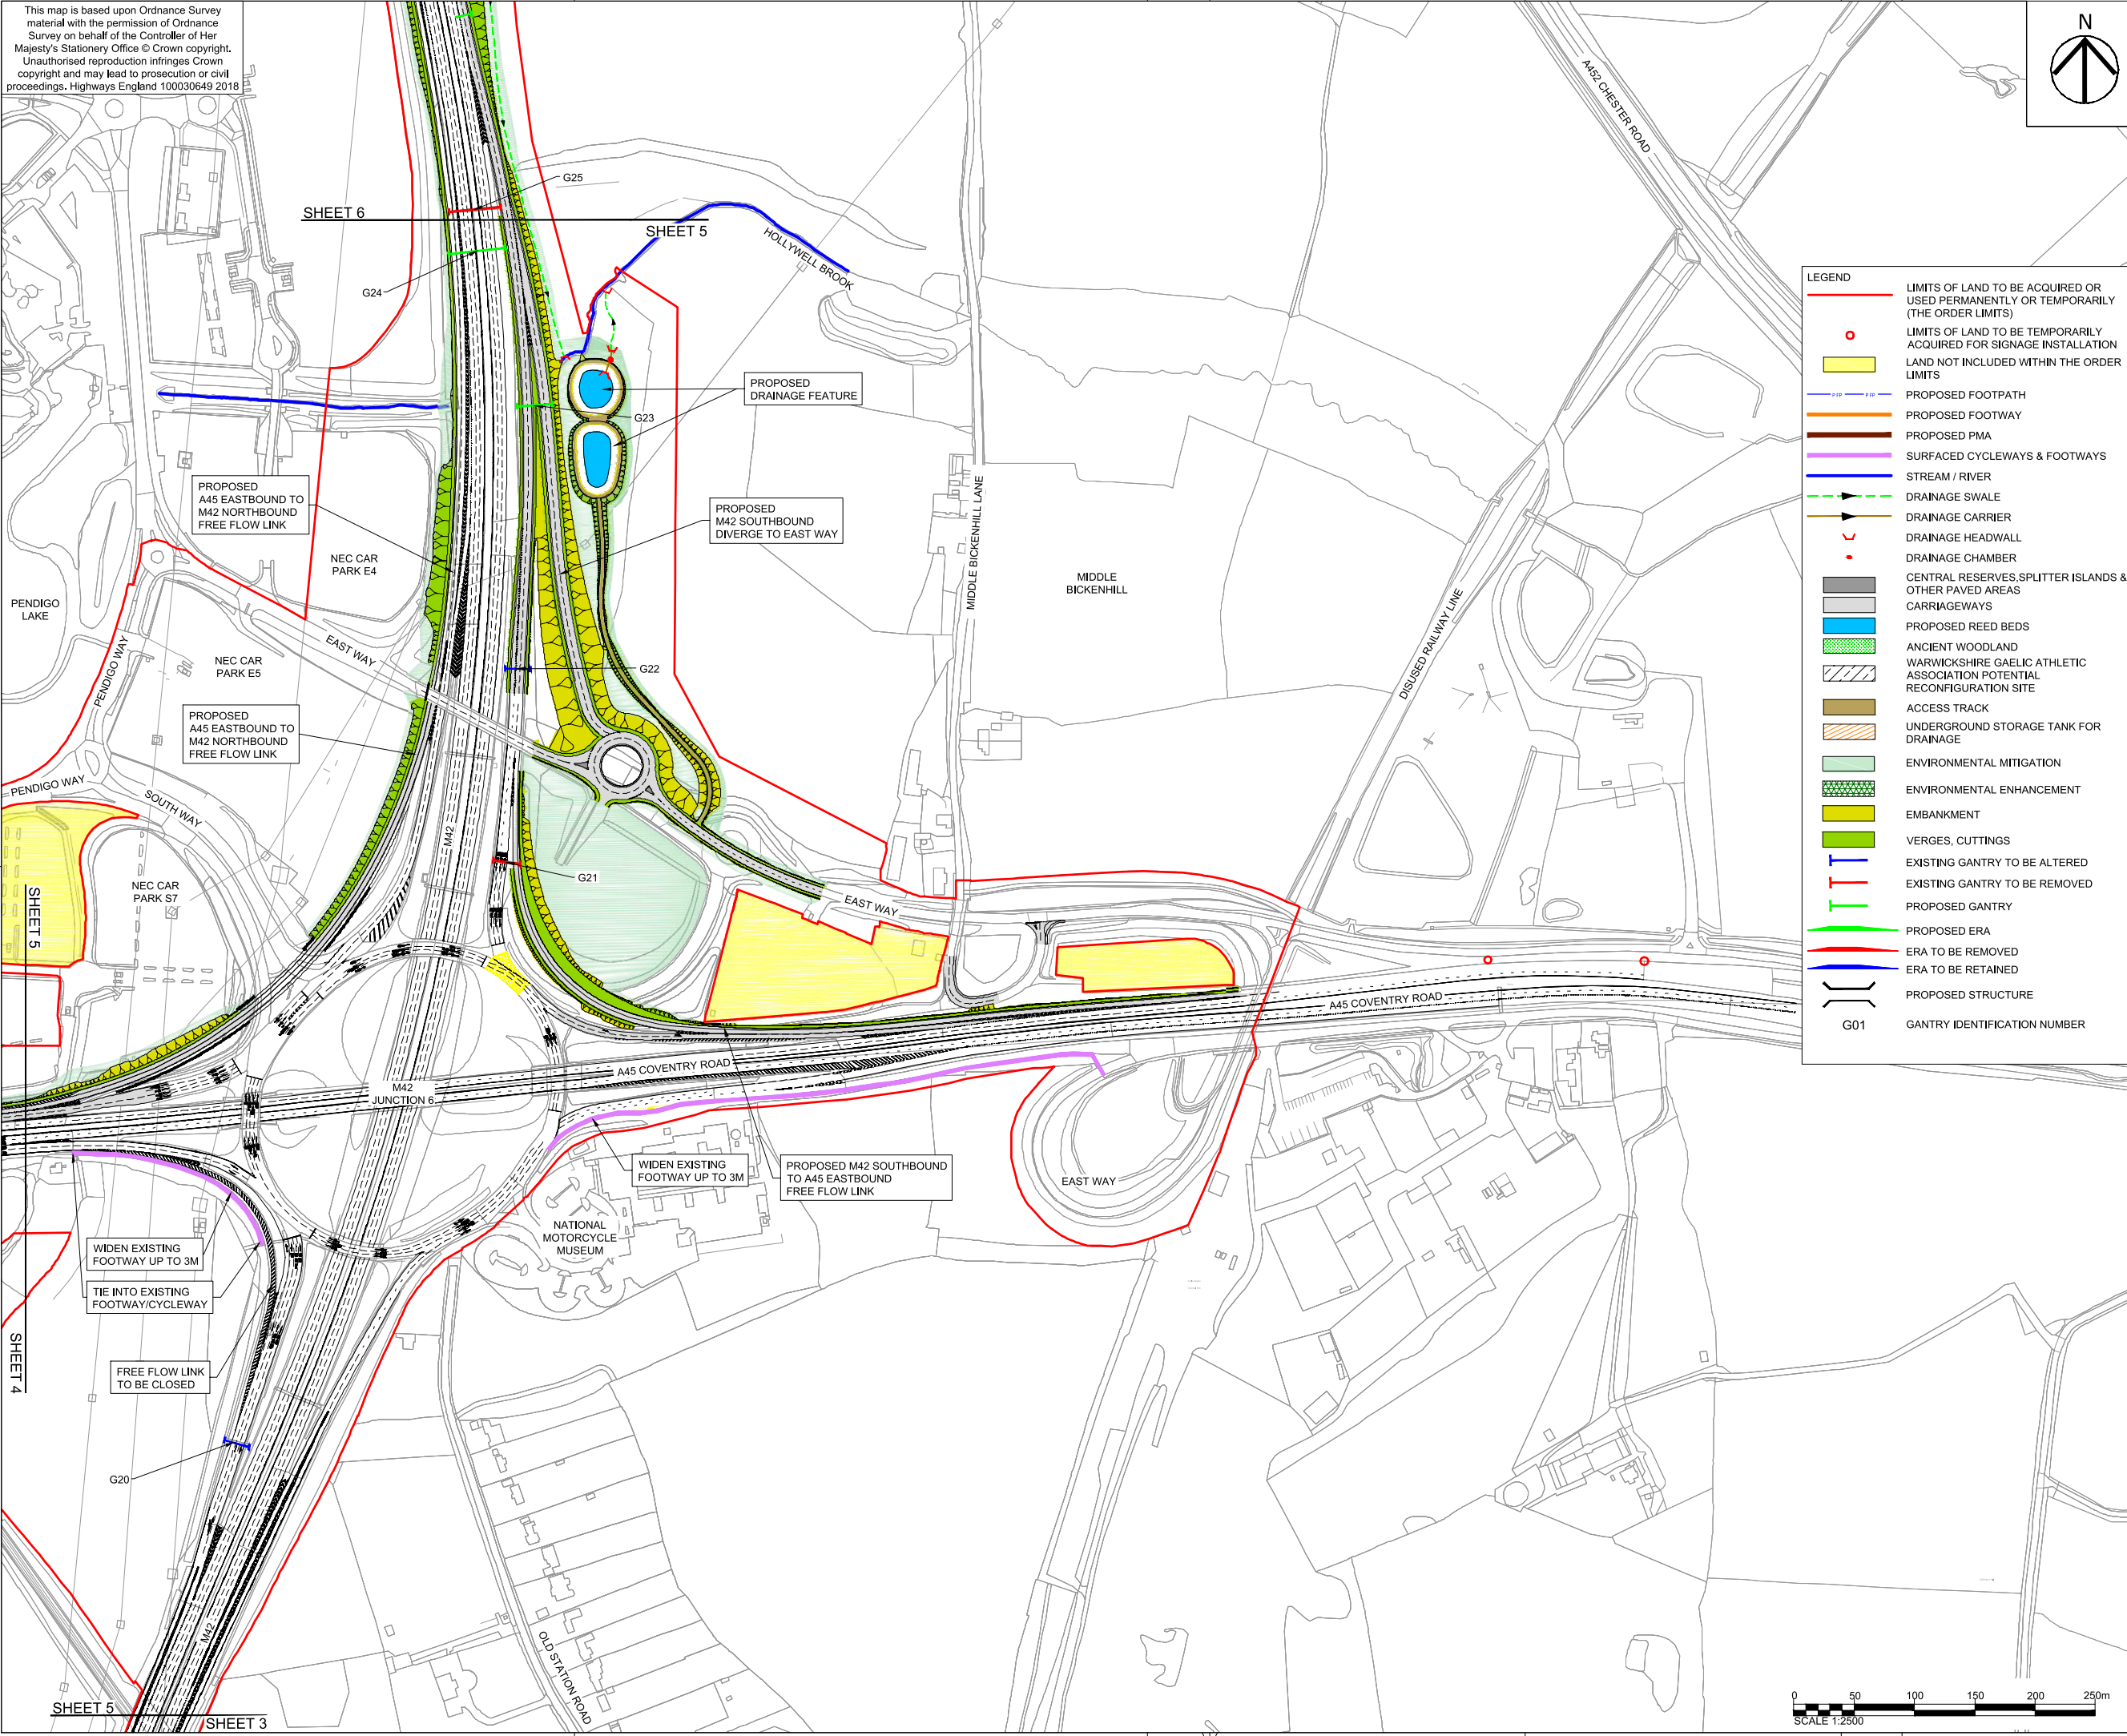 This map is based upon Ordnance Survey
material with the permission of Ordnance
Survey on behalf of the Controller of Her
Majesty's Stationery Office © Crown copyright.
Unauthorised reproduction infringes Crown
copyright and may lead to prosecution or civil
proceedings. Highways England 100030649 2018
N
A452 CHESTER ROAD
G25
SHEET 6
SHEET 5
HOLLYWELL BROOK
G24
PROPOSED
DRAINAGE FEATURE
G23
PROPOSED
A45 EASTBOUND TO
M42 NORTHBOUND
FREE FLOW LINK
PROPOSED
M42 SOUTHBOUND
DIVERGE TO EAST WAY
MIDDLE BICKENHILL LANE
NEC CAR
PARK E4
MIDDLE
BICKENHILL
PENDIGO
LAKE
DISUSED RAILWAY LINE
EAST WAY
PENDIGO WAY
NEC CAR
PARK E5
G22
PROPOSED
A45 EASTBOUND TO
M42 NORTHBOUND
FREE FLOW LINK
PENDIGO WAY
SOUTH WAY
M42
G21
NEC CAR
PARK S7
SHEET 5
EAST WAY
A45 COVENTRY ROAD
A45 COVENTRY ROAD
M42
JUNCTION 6
WIDEN EXISTING
FOOTWAY UP TO 3M
PROPOSED M42 SOUTHBOUND
TO A45 EASTBOUND
FREE FLOW LINK
EAST WAY
NATIONAL
MOTORCYCLE
MUSEUM
WIDEN EXISTING
FOOTWAY UP TO 3M
TIE INTO EXISTING
FOOTWAY/CYCLEWAY
SHEET 4
FREE FLOW LINK
TO BE CLOSED
G20
M42
OLD STATION ROAD
SHEET 5
SHEET 3
LEGEND
LIMITS OF LAND TO BE ACQUIRED OR
USED PERMANENTLY OR TEMPORARILY
(THE ORDER LIMITS)
LIMITS OF LAND TO BE TEMPORARILY
ACQUIRED FOR SIGNAGE INSTALLATION
LAND NOT INCLUDED WITHIN THE ORDER
LIMITS
PFP PFP PROPOSED FOOTPATH
PROPOSED FOOTWAY
PROPOSED PMA
SURFACED CYCLEWAYS & FOOTWAYS
STREAM / RIVER
DRAINAGE SWALE
DRAINAGE CARRIER
DRAINAGE HEADWALL
DRAINAGE CHAMBER
CENTRAL RESERVES,SPLITTER ISLANDS &
OTHER PAVED AREAS
CARRIAGEWAYS
PROPOSED REED BEDS
ANCIENT WOODLAND
WARWICKSHIRE GAELIC ATHLETIC
ASSOCIATION POTENTIAL
RECONFIGURATION SITE
ACCESS TRACK
UNDERGROUND STORAGE TANK FOR
DRAINAGE
ENVIRONMENTAL MITIGATION
ENVIRONMENTAL ENHANCEMENT
EMBANKMENT
VERGES, CUTTINGS
EXISTING GANTRY TO BE ALTERED
EXISTING GANTRY TO BE REMOVED
PROPOSED GANTRY
PROPOSED ERA
ERA TO BE REMOVED
ERA TO BE RETAINED
PROPOSED STRUCTURE
G01 GANTRY IDENTIFICATION NUMBER
0 50 100 150 200 250m
SCALE 1:2500